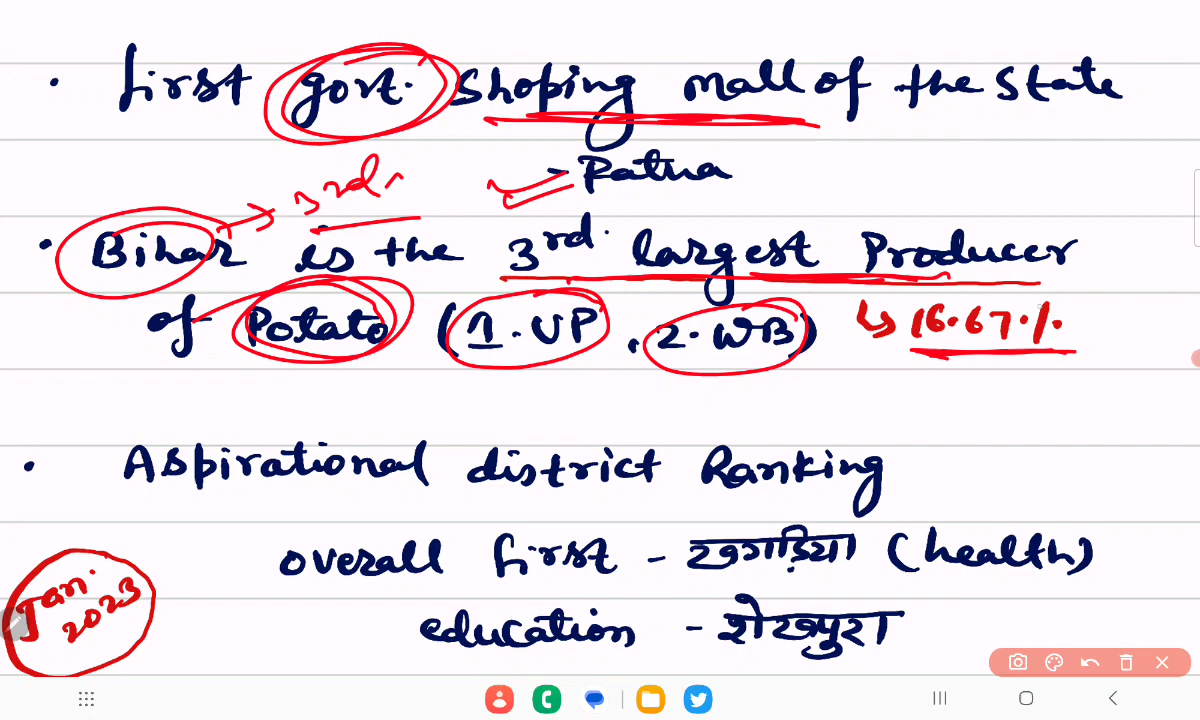 • First govt. Shoping mall of the State
- Patna
→ 3rd
• Bihar is the 3rd. largest Producer
of Potato (1. UP, 2. WB) ↳ 16.67%.
• Aspirational district Ranking
overall first - खगाड़िया (health)
Jan. 2023
education - शेखपुरा